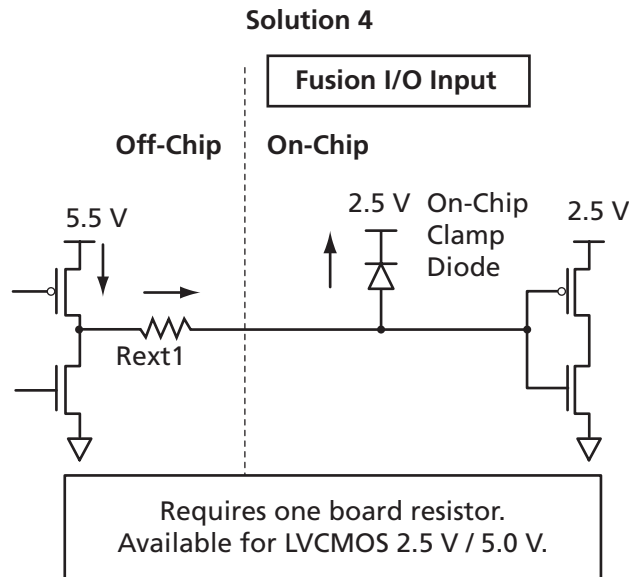 Solution 4
Fusion I/O Input
Off-Chip
On-Chip
5.5 V
2.5 V
On-Chip
Clamp
Diode
2.5 V
Rext1
Requires one board resistor.
Available for LVCMOS 2.5 V / 5.0 V.